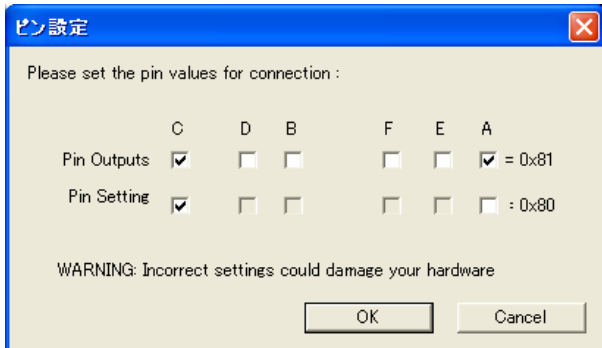 ピン設定
Please set the pin values for connection :
C D B F E A
Pin Outputs = 0x81
Pin Setting : 0x80
WARNING: Incorrect settings could damage your hardware
OK Cancel